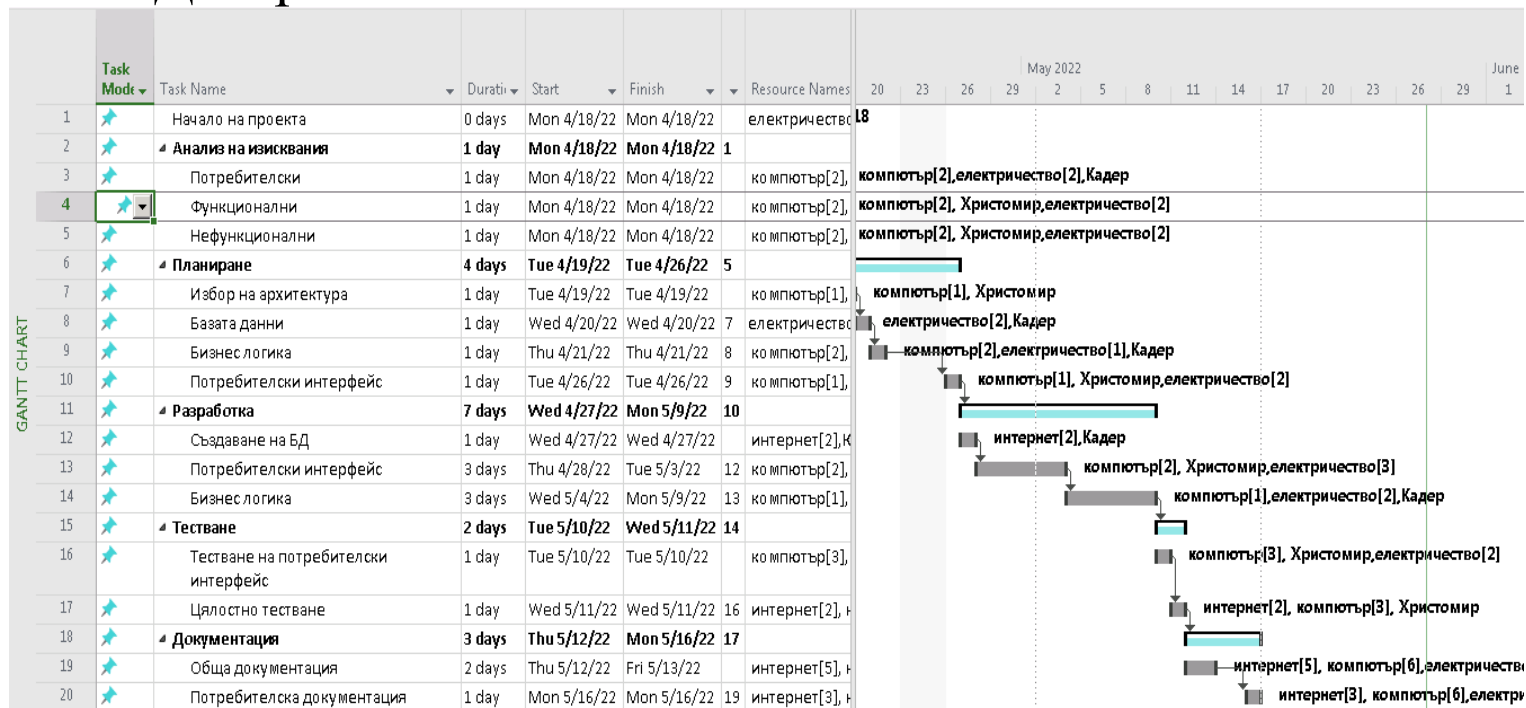 Task
Mode Task Name Duratio Start Finish Resource Names
May 2022 June
20 23 26 29 2 5 8 11 14 17 20 23 26 29 1
1 Начало на проекта 0 days Mon 4/18/22 Mon 4/18/22 електричество 18
2 Анализ на изисквания 1 day Mon 4/18/22 Mon 4/18/22 1
3 Потребителски 1 day Mon 4/18/22 Mon 4/18/22 компютър[2], компютър[2],електричество[2],Кадер
4 Функционални 1 day Mon 4/18/22 Mon 4/18/22 компютър[2], компютър[2], Христомир,електричество[2]
5 Нефункционални 1 day Mon 4/18/22 Mon 4/18/22 компютър[2], компютър[2], Христомир,електричество[2]
6 Планиране 4 days Tue 4/19/22 Tue 4/26/22 5
7 Избор на архитектура 1 day Tue 4/19/22 Tue 4/19/22 компютър[1], компютър[1], Христомир
8 Базата данни 1 day Wed 4/20/22 Wed 4/20/22 7 електричество електричество[2],Кадер
9 Бизнес логика 1 day Thu 4/21/22 Thu 4/21/22 8 компютър[2], компютър[2],електричество[1],Кадер
10 Потребителски интерфейс 1 day Tue 4/26/22 Tue 4/26/22 9 компютър[1], компютър[1], Христомир,електричество[2]
11 Разработка 7 days Wed 4/27/22 Mon 5/9/22 10
12 Създаване на БД 1 day Wed 4/27/22 Wed 4/27/22 интернет[2],К интернет[2],Кадер
13 Потребителски интерфейс 3 days Thu 4/28/22 Tue 5/3/22 12 компютър[2], компютър[2], Христомир,електричество[3]
14 Бизнес логика 3 days Wed 5/4/22 Mon 5/9/22 13 компютър[1], компютър[1],електричество[2],Кадер
15 Тестване 2 days Tue 5/10/22 Wed 5/11/22 14
16 Тестване на потребителски 1 day Tue 5/10/22 Tue 5/10/22 компютър[3], компютър[3], Христомир,електричество[2]
интерфейс
17 Цялостно тестване 1 day Wed 5/11/22 Wed 5/11/22 16 интернет[2], интернет[2], компютър[3], Христомир
18 Документация 3 days Thu 5/12/22 Mon 5/16/22 17
19 Обща документация 2 days Thu 5/12/22 Fri 5/13/22 интернет[5], интернет[5], компютър[6],електричество
20 Потребителска документация 1 day Mon 5/16/22 Mon 5/16/22 19 интернет[3], интернет[3], компютър[6],електри
GANTT CHART